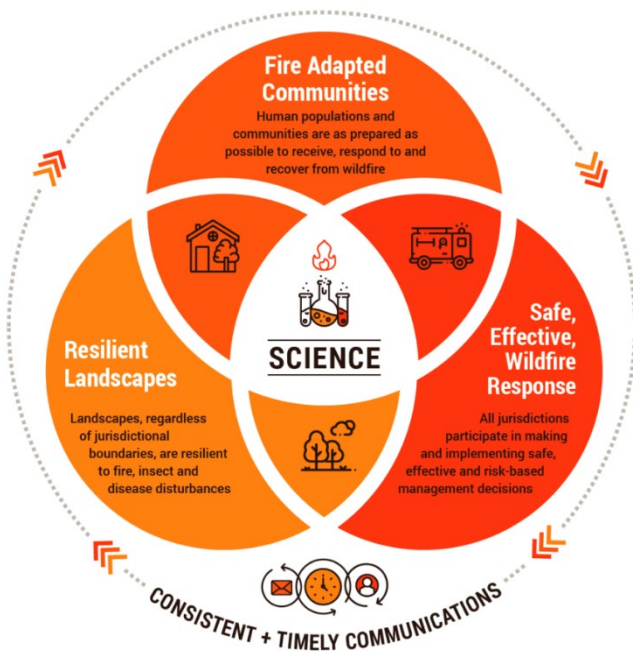 Fire Adapted
Communities
Human populations and
communities are as prepared as
possible to receive, respond to and
recover from wildfire
SCIENCE
Resilient
Landscapes
Landscapes, regardless
of jurisdictional
boundaries, are resilient
to fire, insect and
disease disturbances
Safe,
Effective,
Wildfire
Response
All jurisdictions
participate in making
and implementing safe,
effective and risk-based
management decisions
CONSISTENT + TIMELY COMMUNICATIONS